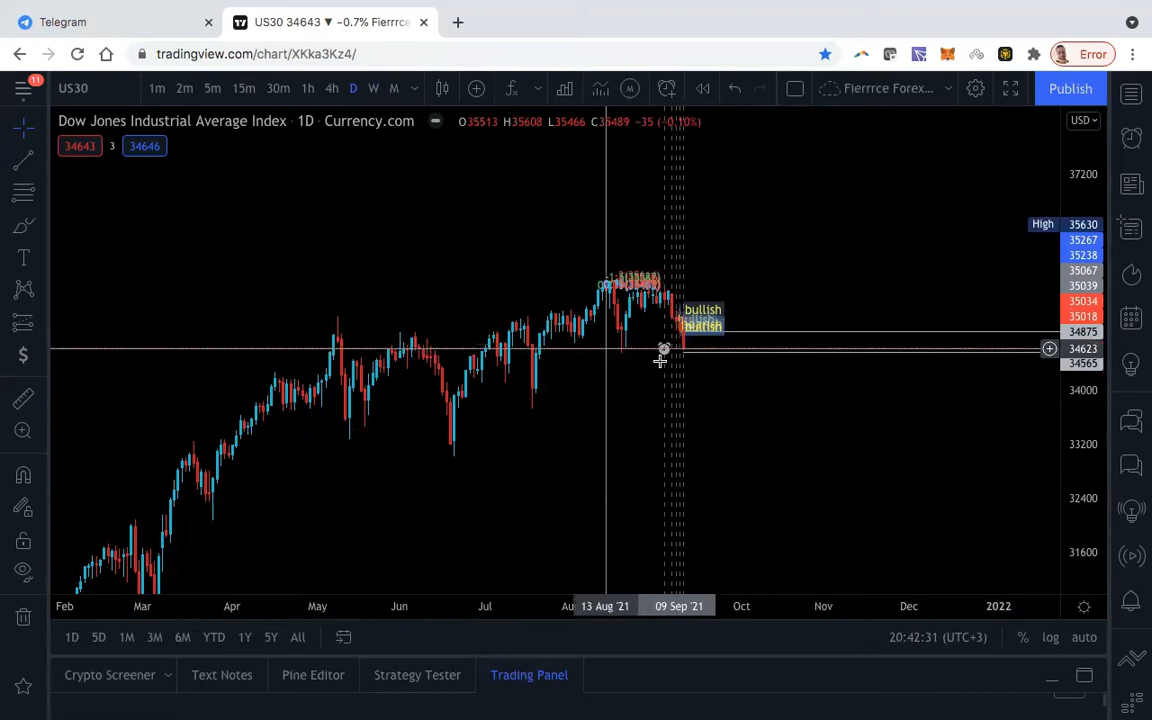 Telegram
US30 34643 ▼ −0.7% Fierrrce
tradingview.com/chart/XKka3Kz4/
Error
11
US30
1m 2m 5m 15m 30m 1h 4h D W M
Fierrrce Forex...
Publish
Dow Jones Industrial Average Index · 1D · Currency.com
O35513 H35608 L35466 C35489 −35 (−0.10%)
USD
34643 3 34646
37200
High 35630
35267
35238
35067
35039
35034
35018
34875
34623
34565
34000
33200
32400
31600
bullish
bullish
Feb Mar Apr May Jun Jul Au 13 Aug '21 09 Sep '21 Oct Nov Dec 2022
1D 5D 1M 3M 6M YTD 1Y 5Y All
20:42:31 (UTC+3) % log auto
Crypto Screener Text Notes Pine Editor Strategy Tester Trading Panel